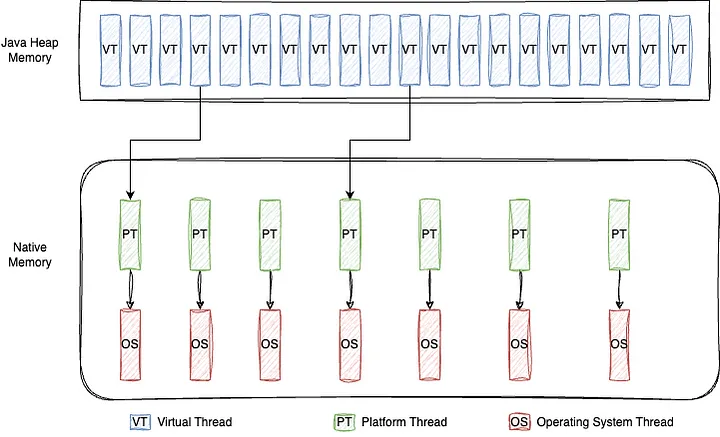 Java Heap
Memory
VT VT VT VT VT VT VT VT VT VT VT VT VT VT VT VT VT VT VT VT
Native
Memory
PT PT PT PT PT PT PT
OS OS OS OS OS OS OS
VT Virtual Thread PT Platform Thread OS Operating System Thread